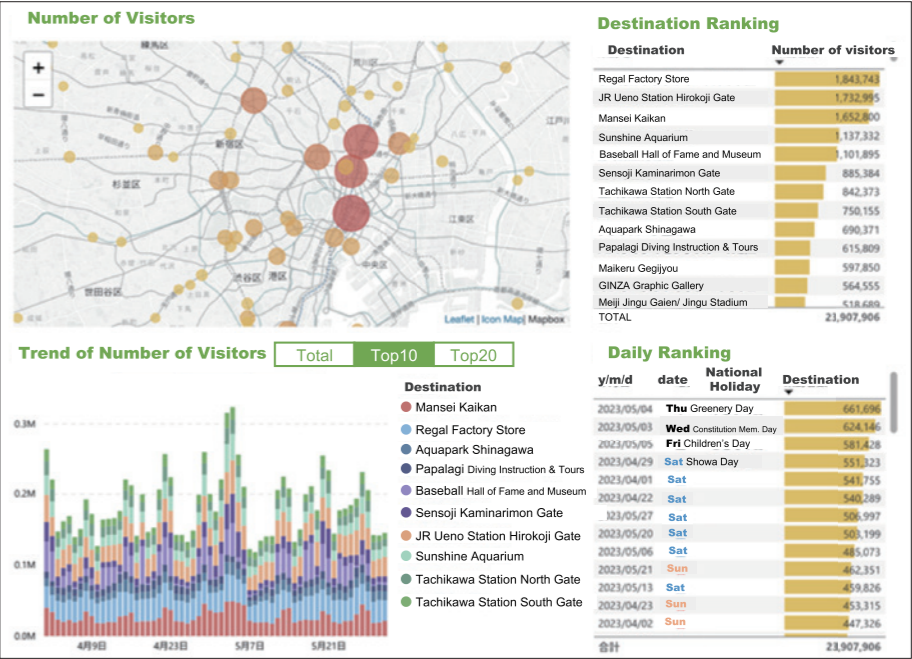 Number of Visitors
+
−
練馬区
荒川区
新宿区
杉並区
江戸川
江東区
中央区
渋谷区
港区
世田谷区
Leaflet | Icon Map | Mapbox
Destination Ranking
Destination Number of visitors
Regal Factory Store 1,843,743
JR Ueno Station Hirokoji Gate 1,732,995
Mansei Kaikan 1,652,800
Sunshine Aquarium 1,137,332
Baseball Hall of Fame and Museum 1,101,895
Sensoji Kaminarimon Gate 885,384
Tachikawa Station North Gate 842,373
Tachikawa Station South Gate 750,155
Aquapark Shinagawa 690,371
Papalagi Diving Instruction & Tours 615,809
Maikeru Gegijyou 597,850
GINZA Graphic Gallery 564,555
Meiji Jingu Gaien/ Jingu Stadium 518,689
TOTAL 23,907,906
Trend of Number of Visitors
Total Top10 Top20
0.3M
0.2M
0.1M
0.0M
4月9日 4月23日 5月7日 5月21日
Destination
Mansei Kaikan
Regal Factory Store
Aquapark Shinagawa
Papalagi Diving Instruction & Tours
Baseball Hall of Fame and Museum
Sensoji Kaminarimon Gate
JR Ueno Station Hirokoji Gate
Sunshine Aquarium
Tachikawa Station North Gate
Tachikawa Station South Gate
Daily Ranking
y/m/d date National Holiday Destination
2023/05/04 Thu Greenery Day 661,696
2023/05/03 Wed Constitution Mem. Day 624,146
2023/05/05 Fri Children's Day 581,428
2023/04/29 Sat Showa Day 551,323
2023/04/01 Sat 541,755
2023/04/22 Sat 540,289
2023/05/27 Sat 506,997
2023/05/20 Sat 503,199
2023/05/06 Sat 485,073
2023/05/21 Sun 462,351
2023/05/13 Sat 459,826
2023/04/23 Sun 453,315
2023/04/02 Sun 447,326
合計 23,907,906